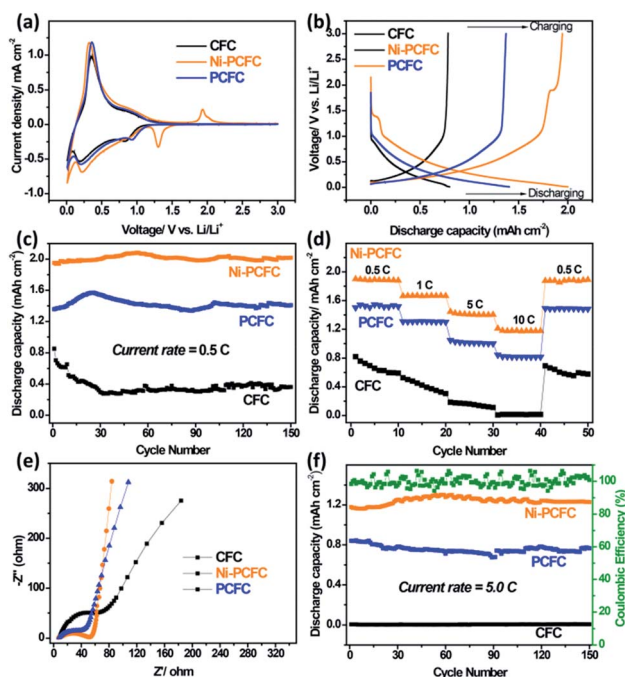 (a)
CFC
Ni-PCFC
PCFC
Current density/ mA cm-2
1.0
0.5
0.0
-0.5
-1.0
0.0 0.5 1.0 1.5 2.0 2.5 3.0
Voltage/ V vs. Li/Li+
(b)
Charging
CFC
Ni-PCFC
PCFC
Discharging
Voltage/ V vs. Li/Li+
3.0
2.5
2.0
1.5
1.0
0.5
0.0
0.0 0.4 0.8 1.2 1.6 2.0
Discharge capacity (mAh cm-2)
(c)
Ni-PCFC
PCFC
Current rate = 0.5 C
CFC
Discharge capacity (mAh cm-2)
2.4
2.0
1.6
1.2
0.8
0.4
0.0
0 30 60 90 120 150
Cycle Number
(d)
Ni-PCFC
0.5 C
1 C
5 C
10 C
0.5 C
PCFC
CFC
Discharge capacity (mAh cm-2)
2.4
2.0
1.6
1.2
0.8
0.4
0.0
0 10 20 30 40 50
Cycle Number
(e)
CFC
Ni-PCFC
PCFC
-Z''(ohm)
300
200
100
50
0
0 40 80 120 160 200 240 280 320
Z'/ ohm
(f)
Ni-PCFC
PCFC
Current rate = 5.0 C
CFC
Discharge capacity (mAh cm-2)
1.2
0.8
0.4
0.0
0 30 60 90 120 150
Cycle Number
100
80
60
40
20
0
Coulombic Efficiency (%)